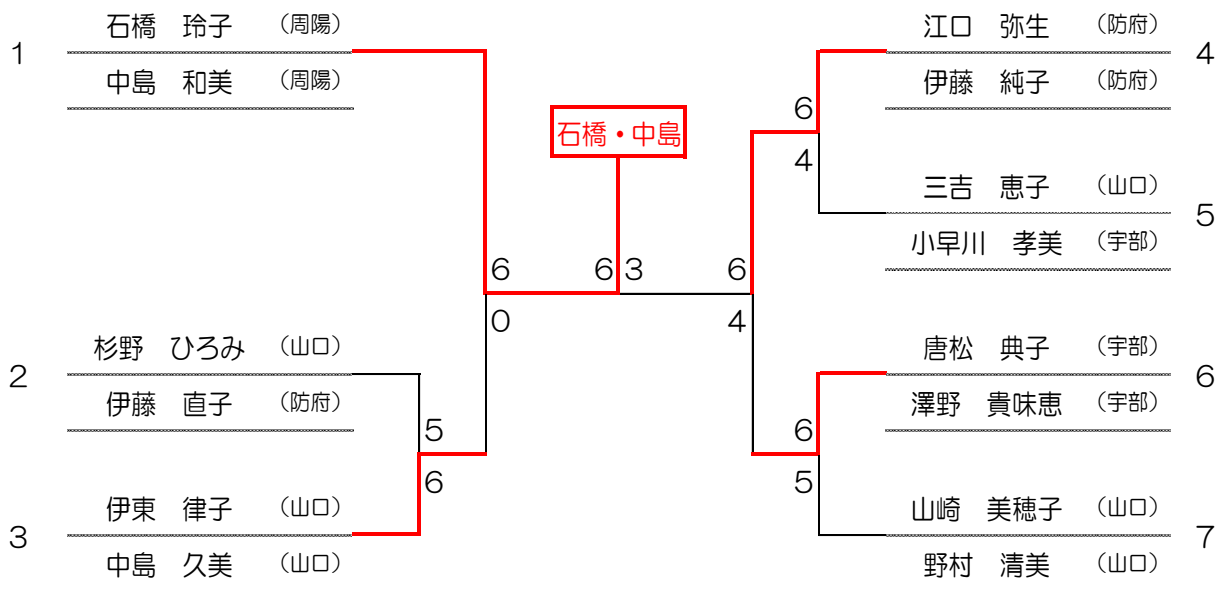 1
石橋　玲子　（周陽）
中島　和美　（周陽）
2
杉野　ひろみ　（山口）
伊藤　直子　（防府）
3
伊東　律子　（山口）
中島　久美　（山口）
5
6
6
0
石橋・中島
6 3
6
4
6
4
6
5
江口　弥生　（防府）
伊藤　純子　（防府）
4
三吉　恵子　（山口）
小早川　孝美　（宇部）
5
唐松　典子　（宇部）
澤野　貴味恵　（宇部）
6
山崎　美穂子　（山口）
野村　清美　（山口）
7